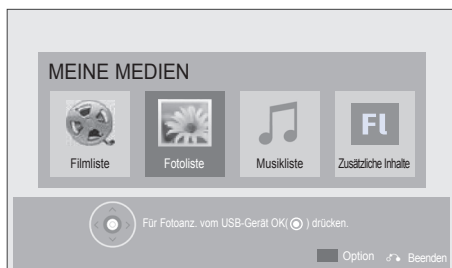 MEINE MEDIEN
Filmliste
Fotoliste
Musikliste
Fl
Zusätzliche Inhalte
Für Fotoanz. vom USB-Gerät OK( ) drücken.
Option Beenden